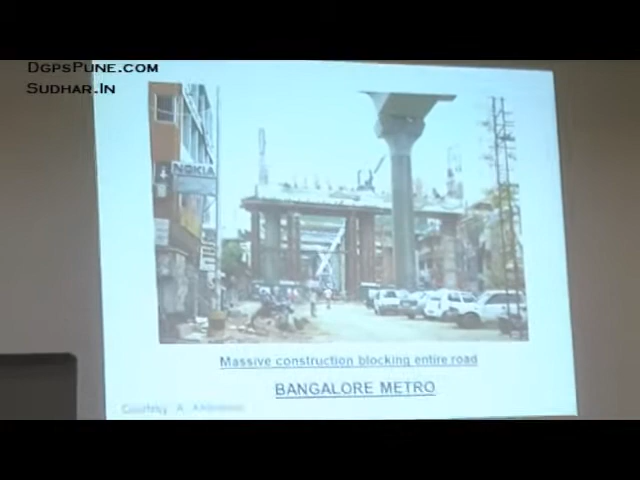 DGPSPUNE.COM
SUDHAR.IN
NOKIA
Massive construction blocking entire road
BANGALORE METRO
Courtesy A.